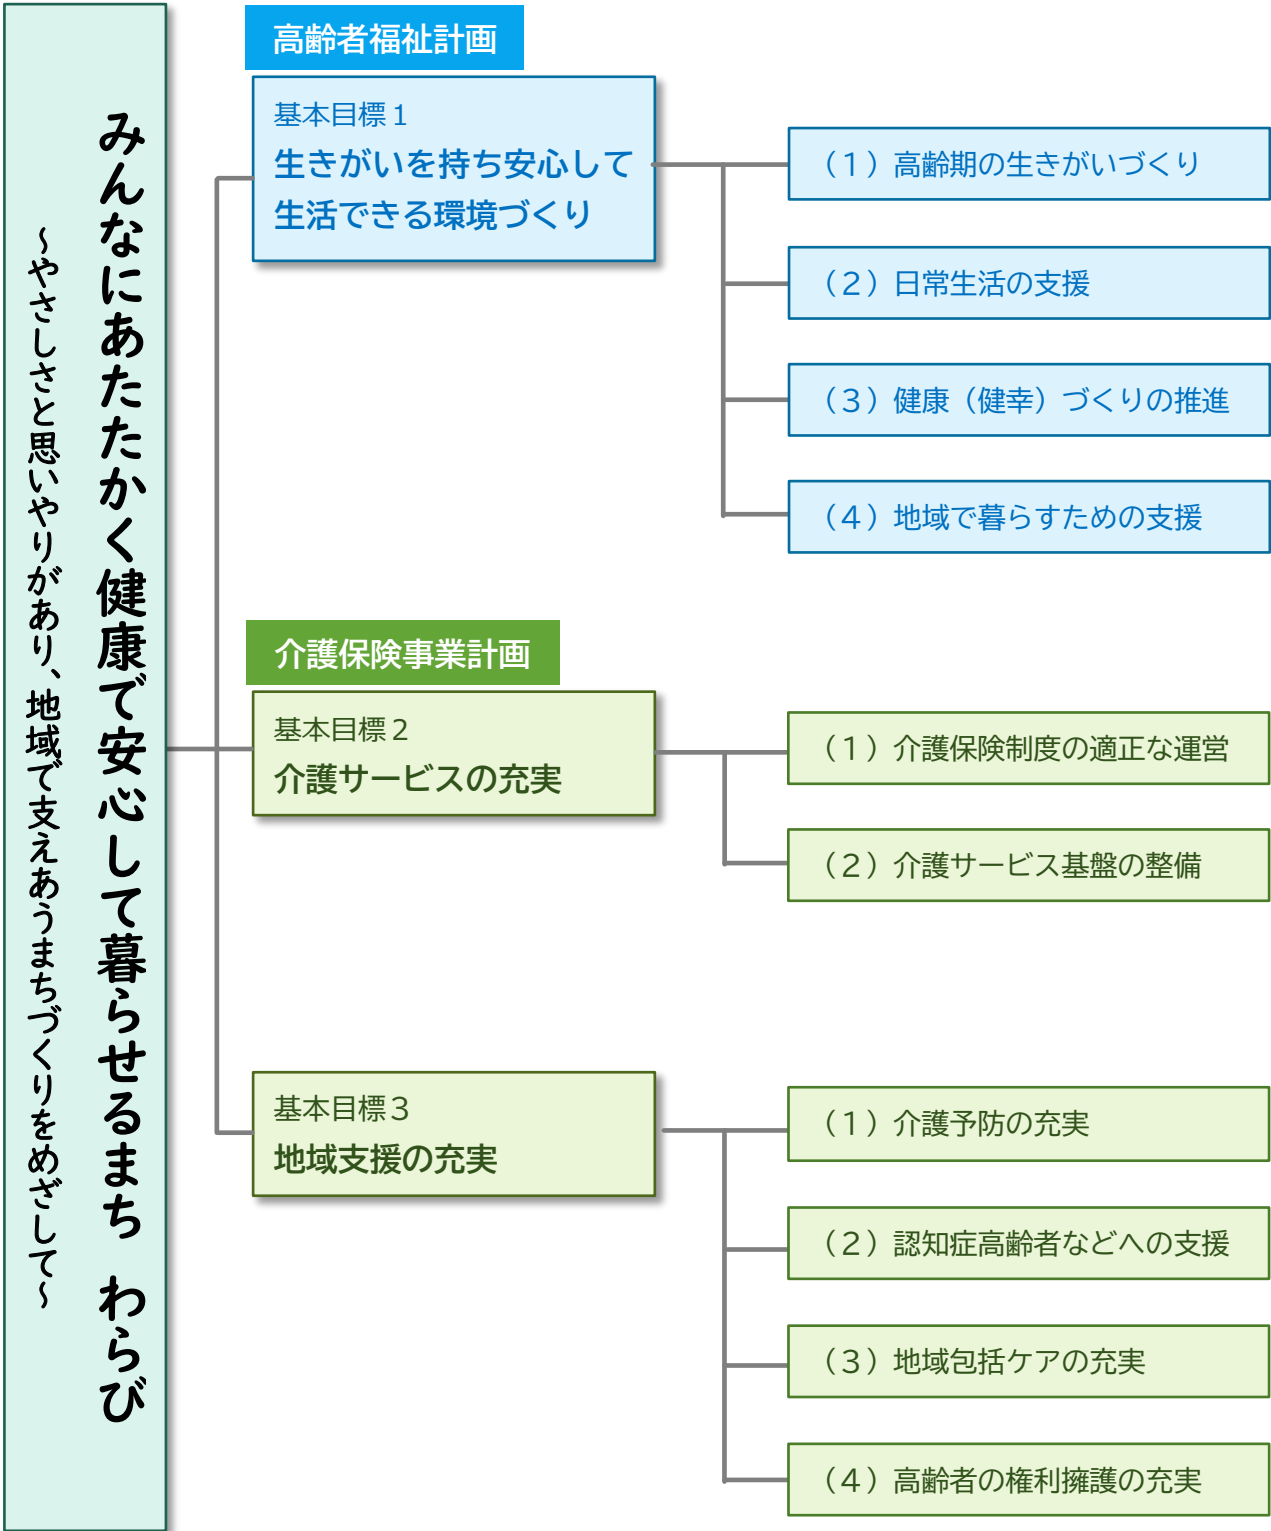 みんなにあたたかく健康で安心して暮らせるまち　わらび
～やさしさと思いやりがあり、地域で支えあうまちづくりをめざして～
高齢者福祉計画
基本目標１
生きがいを持ち安心して
生活できる環境づくり
（１）高齢期の生きがいづくり
（２）日常生活の支援
（３）健康（健幸）づくりの推進
（４）地域で暮らすための支援
介護保険事業計画
基本目標２
介護サービスの充実
（１）介護保険制度の適正な運営
（２）介護サービス基盤の整備
基本目標３
地域支援の充実
（１）介護予防の充実
（２）認知症高齢者などへの支援
（３）地域包括ケアの充実
（４）高齢者の権利擁護の充実